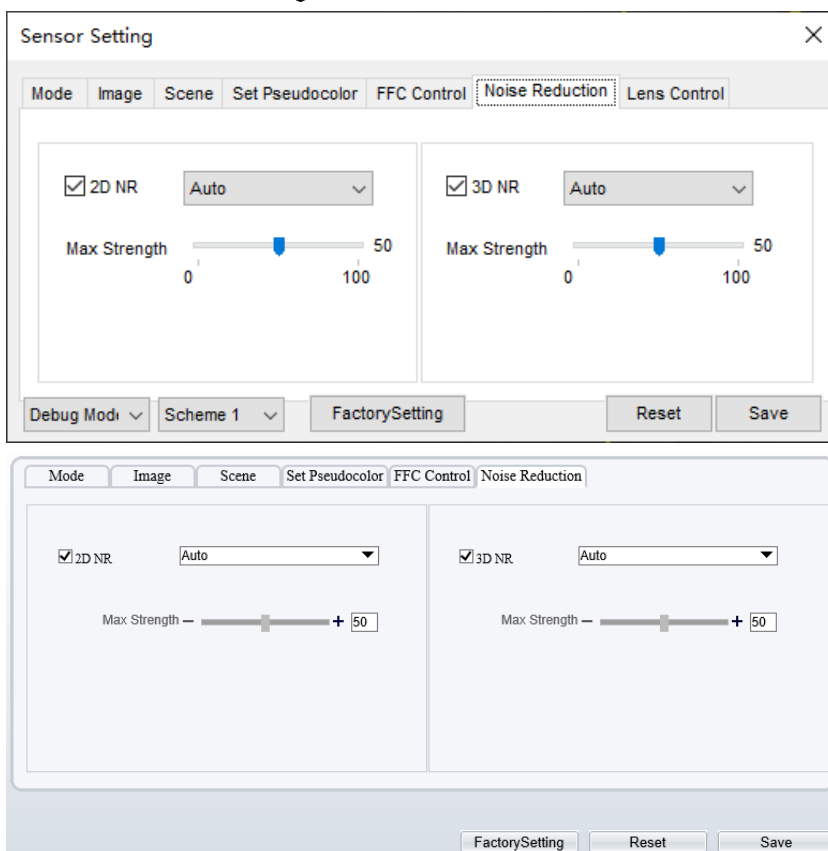 Sensor Setting
Mode Image Scene Set Pseudocolor FFC Control Noise Reduction Lens Control
2D NR Auto 3D NR Auto
Max Strength 50 Max Strength 50
0 100 0 100
Debug Mod Scheme 1 FactorySetting Reset Save
Mode Image Scene Set Pseudocolor FFC Control Noise Reduction
2D NR Auto 3D NR Auto
Max Strength 50 Max Strength 50
FactorySetting Reset Save